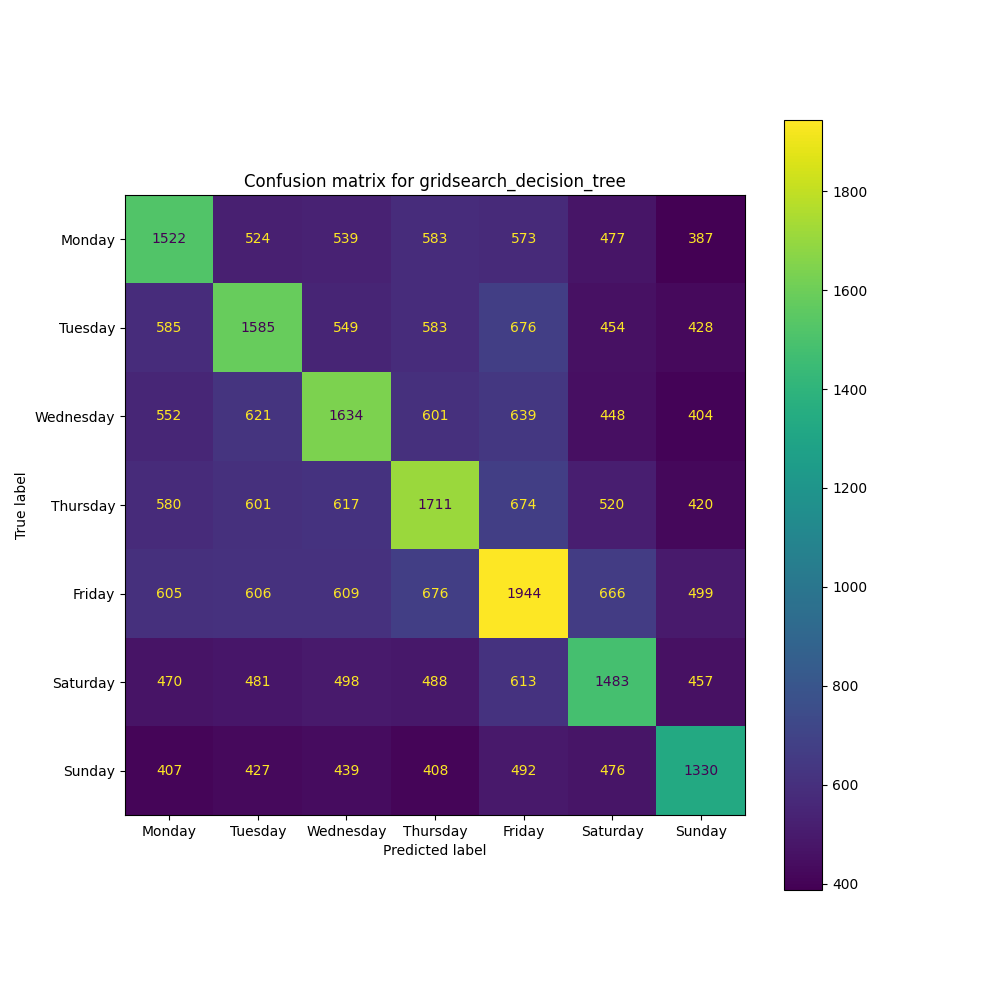 Confusion matrix for gridsearch_decision_tree
Monday 1522 524 539 583 573 477 387
Tuesday 585 1585 549 583 676 454 428
Wednesday 552 621 1634 601 639 448 404
Thursday 580 601 617 1711 674 520 420
Friday 605 606 609 676 1944 666 499
Saturday 470 481 498 488 613 1483 457
Sunday 407 427 439 408 492 476 1330
Monday Tuesday Wednesday Thursday Friday Saturday Sunday
Predicted label
True label
1800
1600
1400
1200
1000
800
600
400